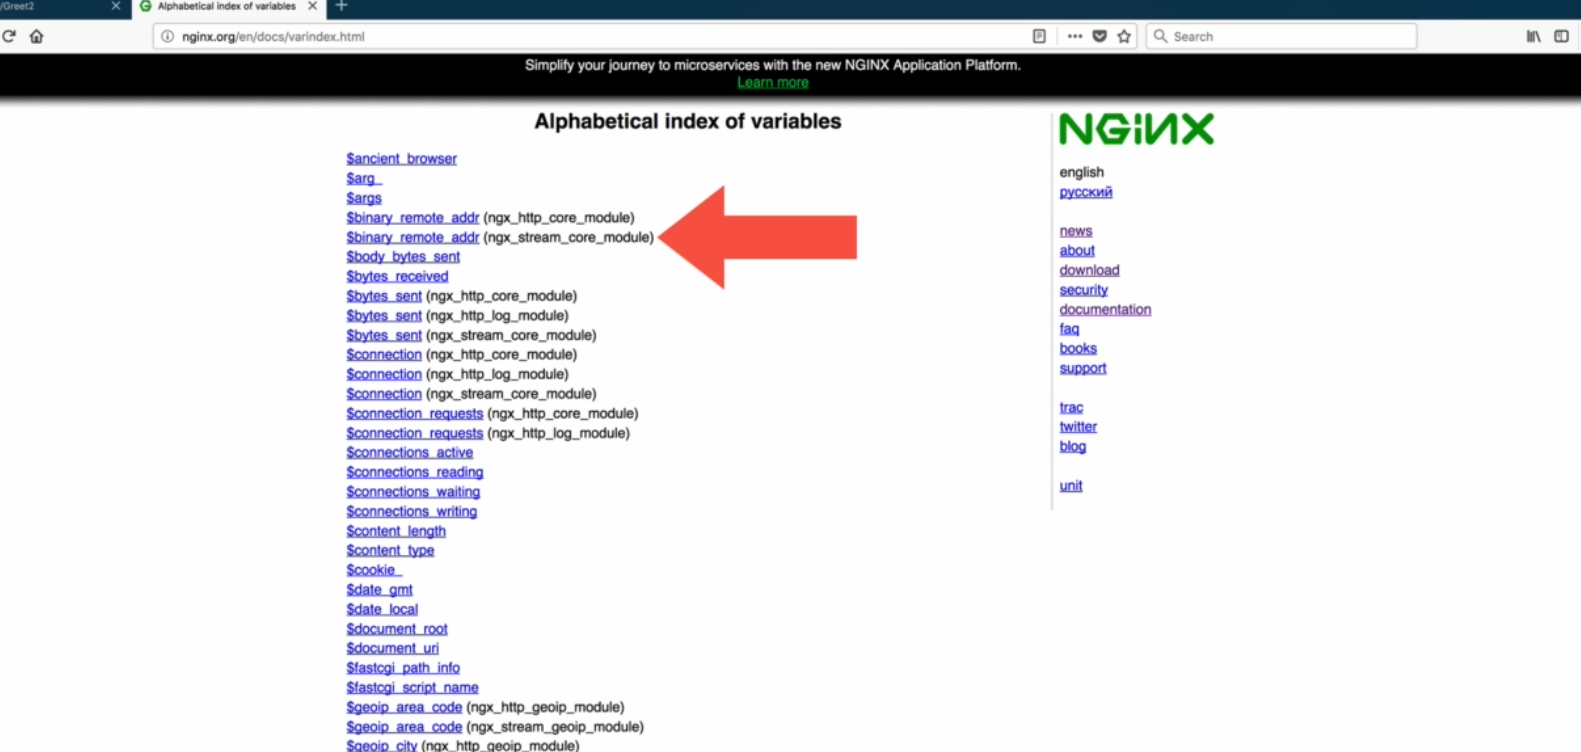 /Greet2
Alphabetical index of variables
nginx.org/en/docs/varindex.html
Search
Simplify your journey to microservices with the new NGINX Application Platform.
Learn more
Alphabetical index of variables
$ancient_browser
$arg_
$args
$binary_remote_addr (ngx_http_core_module)
$binary_remote_addr (ngx_stream_core_module)
$body_bytes_sent
$bytes_received
$bytes_sent (ngx_http_core_module)
$bytes_sent (ngx_http_log_module)
$bytes_sent (ngx_stream_core_module)
$connection (ngx_http_core_module)
$connection (ngx_http_log_module)
$connection (ngx_stream_core_module)
$connection_requests (ngx_http_core_module)
$connection_requests (ngx_http_log_module)
$connections_active
$connections_reading
$connections_waiting
$connections_writing
$content_length
$content_type
$cookie_
$date_gmt
$date_local
$document_root
$document_uri
$fastcgi_path_info
$fastcgi_script_name
$geoip_area_code (ngx_http_geoip_module)
$geoip_area_code (ngx_stream_geoip_module)
$geoip_city (ngx_http_geoip_module)
NGINX
english
русский
news
about
download
security
documentation
faq
books
support
trac
twitter
blog
unit